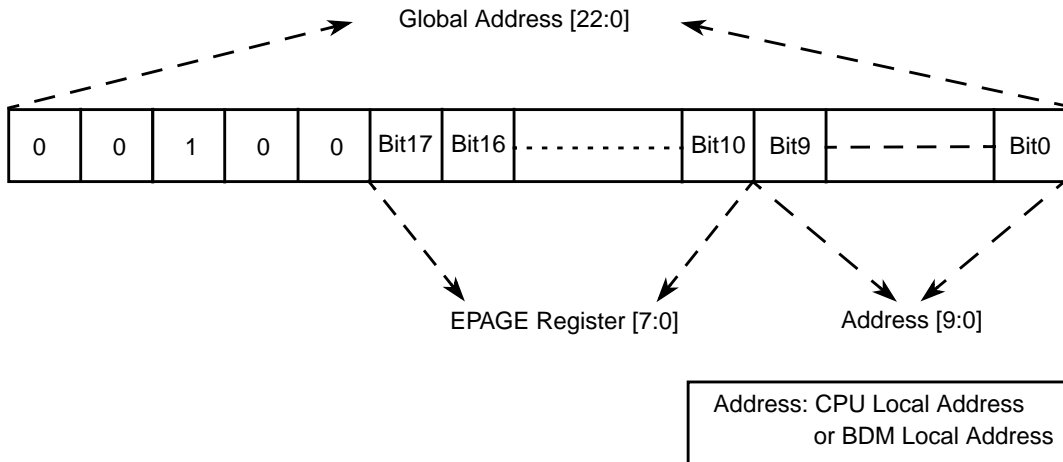 Global Address [22:0]
0 0 1 0 0 Bit17 Bit16 Bit10 Bit9 Bit0
EPAGE Register [7:0] Address [9:0]
Address: CPU Local Address
or BDM Local Address